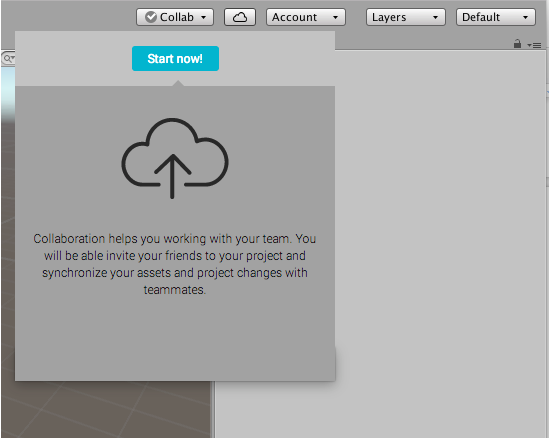 Collab Account Layers Default
Start now!
Collaboration helps you working with your team. You
will be able invite your friends to your project and
synchronize your assets and project changes with
teammates.